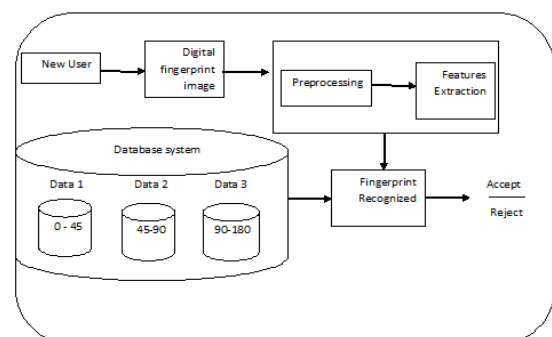 New User
Digital
fingerprint
image
Preprocessing
Features
Extraction
Database system
Data 1
Data 2
Data 3
0 - 45
45-90
90-180
Fingerprint
Recognized
Accept
Reject